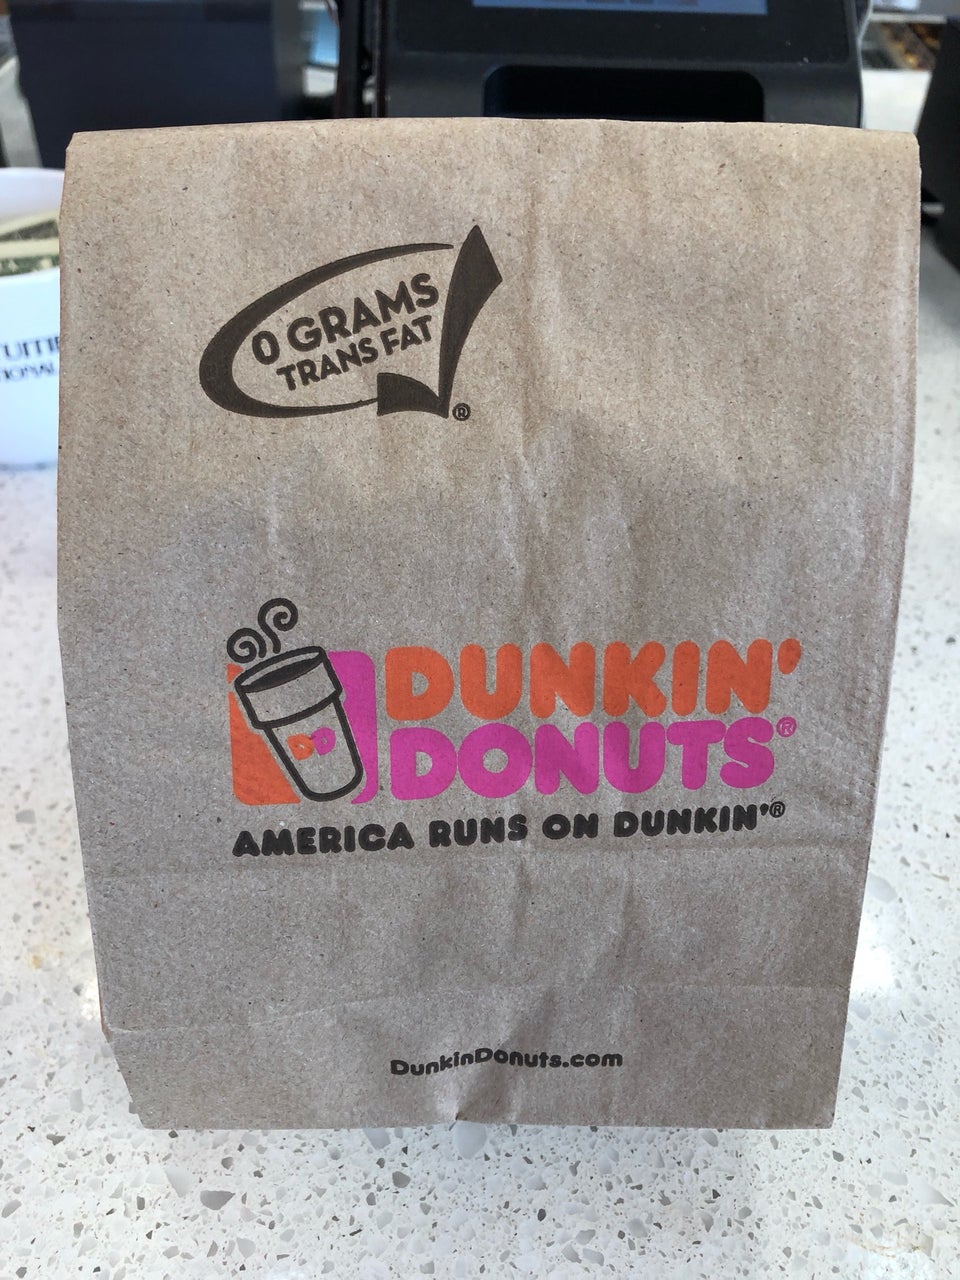 0 GRAMS
TRANS FAT
®
DUNKIN'
DONUTS®
DD
AMERICA RUNS ON DUNKIN'®
DunkinDonuts.com